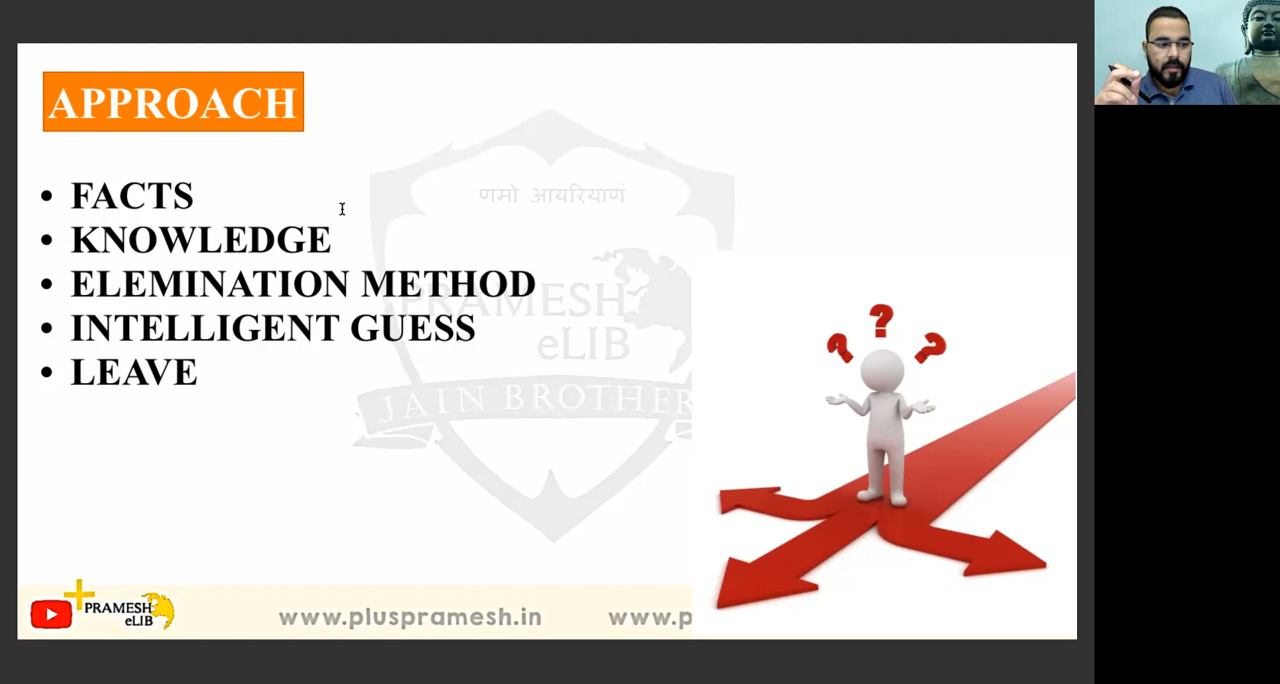 APPROACH
• FACTS
• KNOWLEDGE
• ELEMINATION METHOD
• INTELLIGENT GUESS
• LEAVE
णमो आयरियाणं
PRAMESH
eLIB
JAIN BROTHER
? ? ?
PRAMESH
eLIB
www.pluspramesh.in
www.p